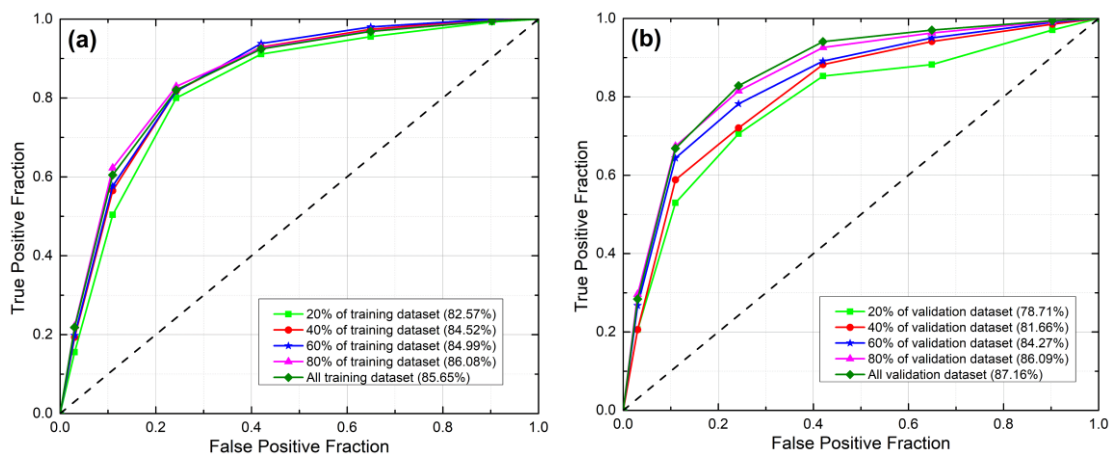 (a)
True Positive Fraction
1.0
0.8
0.6
0.4
0.2
0.0
20% of training dataset (82.57%)
40% of training dataset (84.52%)
60% of training dataset (84.99%)
80% of training dataset (86.08%)
All training dataset (85.65%)
0.0 0.2 0.4 0.6 0.8 1.0
False Positive Fraction
(b)
True Positive Fraction
1.0
0.8
0.6
0.4
0.2
0.0
20% of validation dataset (78.71%)
40% of validation dataset (81.66%)
60% of validation dataset (84.27%)
80% of validation dataset (86.09%)
All validation dataset (87.16%)
0.0 0.2 0.4 0.6 0.8 1.0
False Positive Fraction